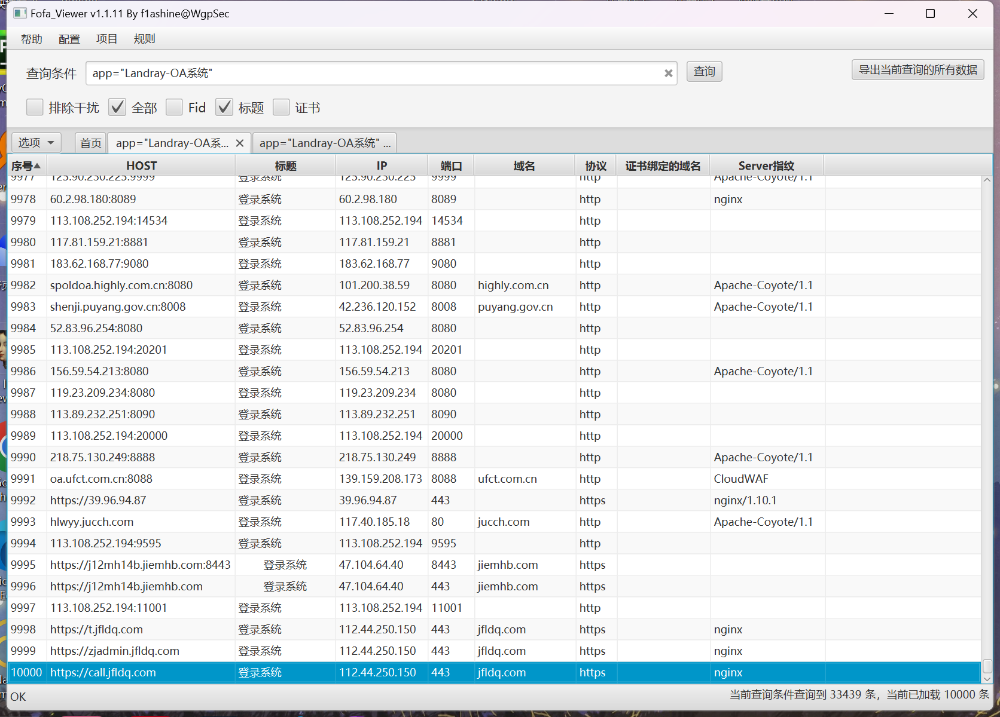 Fofa_Viewer v1.1.11 By f1ashine@WgpSec
帮助 配置 项目 规则
查询条件 app="Landray-OA系统" 查询 导出当前查询的所有数据
排除干扰 全部 Fid 标题 证书
选项 首页 app="Landray-OA系... app="Landray-OA系统" ...
序号 HOST 标题 IP 端口 域名 协议 证书绑定的域名 Server指纹
9977 125.90.230.225:9999 登录系统 125.90.230.225 9999 http Apache-Coyote/1.1
9978 60.2.98.180:8089 登录系统 60.2.98.180 8089 http nginx
9979 113.108.252.194:14534 登录系统 113.108.252.194 14534 http
9980 117.81.159.21:8881 登录系统 117.81.159.21 8881 http
9981 183.62.168.77:9080 登录系统 183.62.168.77 9080 http
9982 spoldoa.highly.com.cn:8080 登录系统 101.200.38.59 8080 highly.com.cn http Apache-Coyote/1.1
9983 shenji.puyang.gov.cn:8008 登录系统 42.236.120.152 8008 puyang.gov.cn http Apache-Coyote/1.1
9984 52.83.96.254:8080 登录系统 52.83.96.254 8080 http
9985 113.108.252.194:20201 登录系统 113.108.252.194 20201 http
9986 156.59.54.213:8080 登录系统 156.59.54.213 8080 http Apache-Coyote/1.1
9987 119.23.209.234:8080 登录系统 119.23.209.234 8080 http
9988 113.89.232.251:8090 登录系统 113.89.232.251 8090 http
9989 113.108.252.194:20000 登录系统 113.108.252.194 20000 http
9990 218.75.130.249:8888 登录系统 218.75.130.249 8888 http Apache-Coyote/1.1
9991 oa.ufct.com.cn:8088 登录系统 139.159.208.173 8088 ufct.com.cn http CloudWAF
9992 https://39.96.94.87 登录系统 39.96.94.87 443 https nginx/1.10.1
9993 hlwyy.jucch.com 登录系统 117.40.185.18 80 jucch.com http Apache-Coyote/1.1
9994 113.108.252.194:9595 登录系统 113.108.252.194 9595 http
9995 https://j12mh14b.jiemhb.com:8443 登录系统 47.104.64.40 8443 jiemhb.com https
9996 https://j12mh14b.jiemhb.com 登录系统 47.104.64.40 443 jiemhb.com https
9997 113.108.252.194:11001 登录系统 113.108.252.194 11001 http
9998 https://t.jfldq.com 登录系统 112.44.250.150 443 jfldq.com https nginx
9999 https://zjadmin.jfldq.com 登录系统 112.44.250.150 443 jfldq.com https nginx
10000 https://call.jfldq.com 登录系统 112.44.250.150 443 jfldq.com https nginx
OK 当前查询条件查询到 33439 条，当前已加载 10000 条